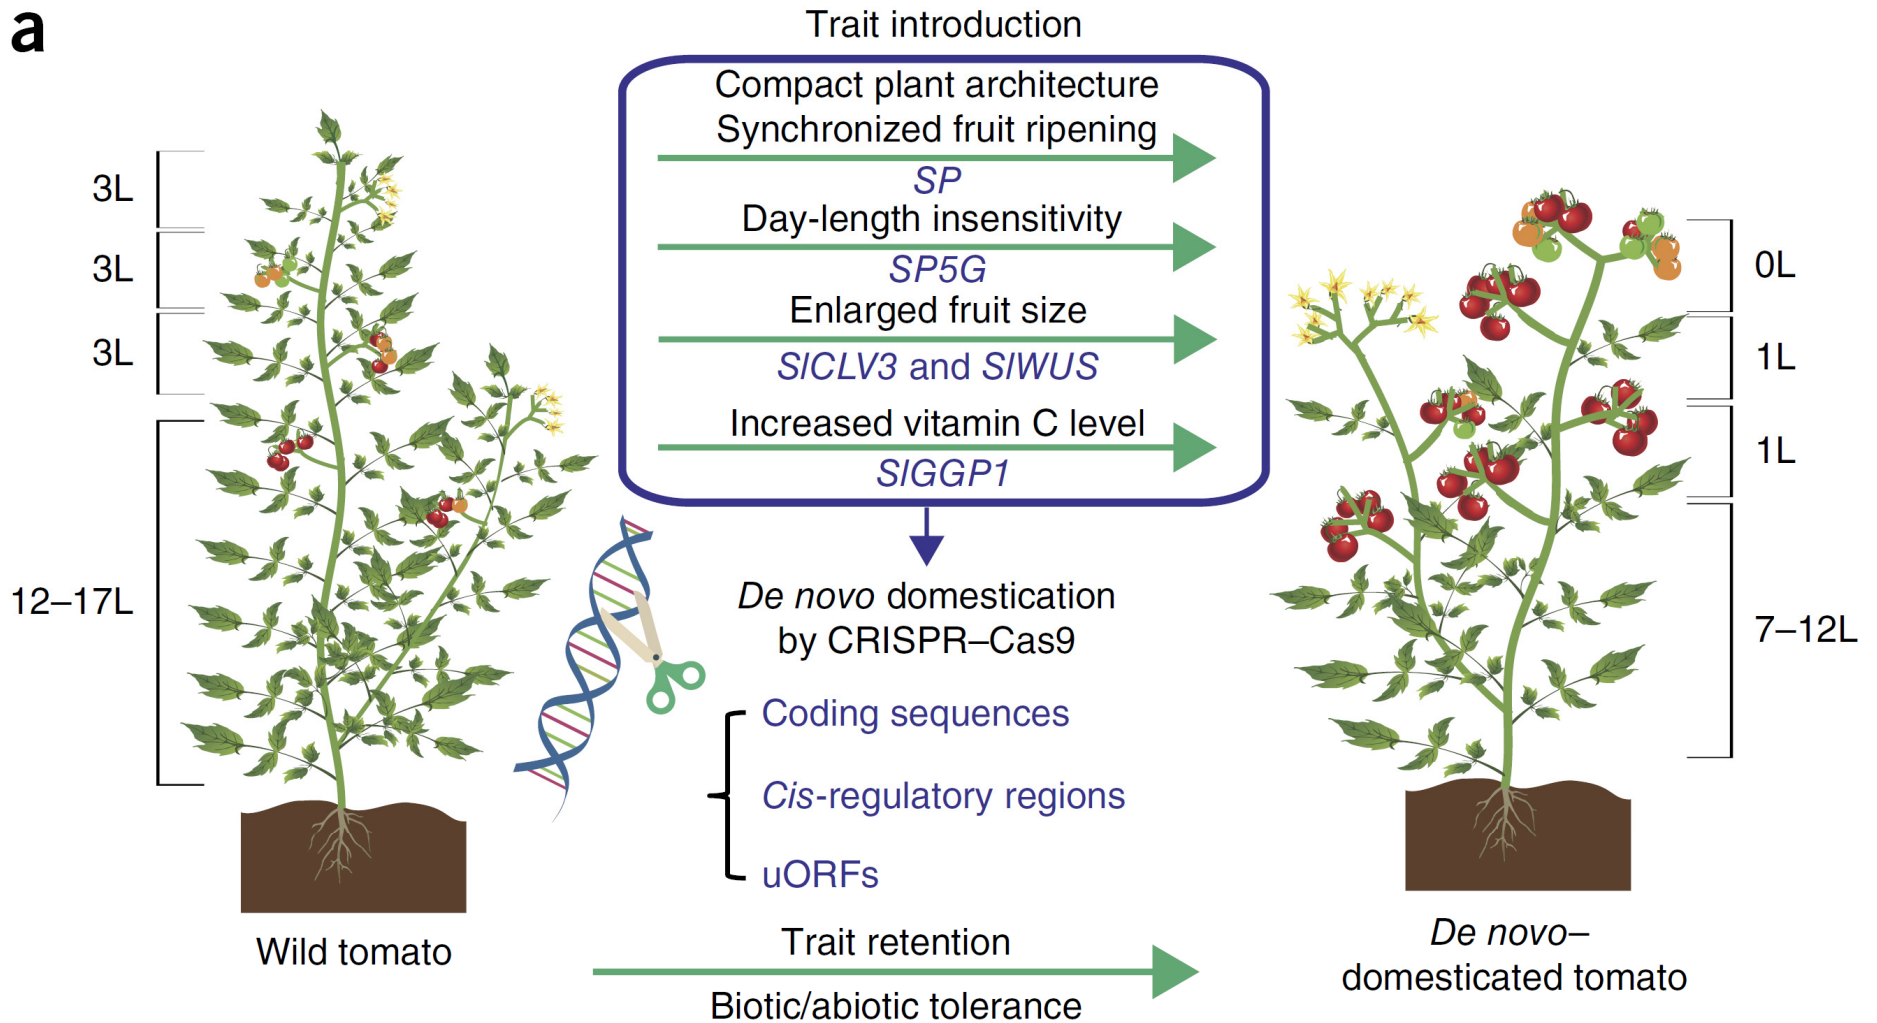 a
Trait introduction
Compact plant architecture
Synchronized fruit ripening
SP
Day-length insensitivity
SP5G
Enlarged fruit size
SlCLV3 and SlWUS
Increased vitamin C level
SlGGP1
3L
3L
3L
12–17L
De novo domestication
by CRISPR–Cas9
Coding sequences
Cis-regulatory regions
uORFs
0L
1L
1L
7–12L
Wild tomato
Trait retention
Biotic/abiotic tolerance
De novo–
domesticated tomato